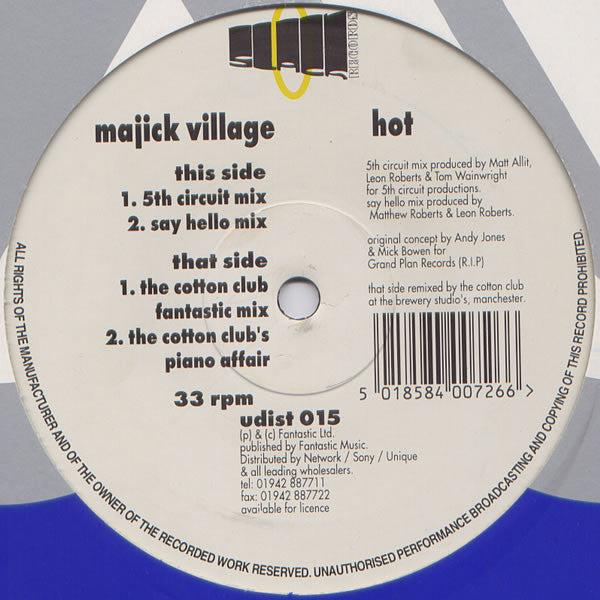 SLACK
RECORDS
majick village
hot
this side
1. 5th circuit mix
2. say hello mix
that side
1. the cotton club
fantastic mix
2. the cotton club's
piano affair
33 rpm
5th circuit mix produced by Matt Allit,
Leon Roberts & Tom Wainwright
for 5th circuit productions.
say hello mix produced by
Matthew Roberts & Leon Roberts.
original concept by Andy Jones
& Mick Bowen for
Grand Plan Records (R.I.P)
that side remixed by the cotton club
at the brewery studio's, manchester.
5 018584 007266 >
udist 015
(p) & (c) Fantastic Ltd.
published by Fantastic Music.
Distributed by Network / Sony / Unique
& all leading wholesalers.
tel: 01942 887711
fax: 01942 887722
available for licence
ALL RIGHTS OF THE MANUFACTURER AND OF THE OWNER OF THE RECORDED WORK RESERVED. UNAUTHORISED PERFORMANCE BROADCASTING AND COPYING OF THIS RECORD PROHIBITED.